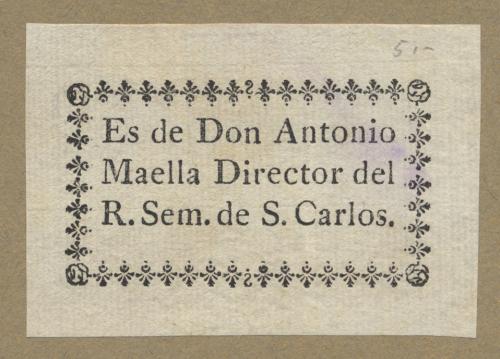 51-
Es de Don Antonio
Maella Director del
R. Sem. de S. Carlos.